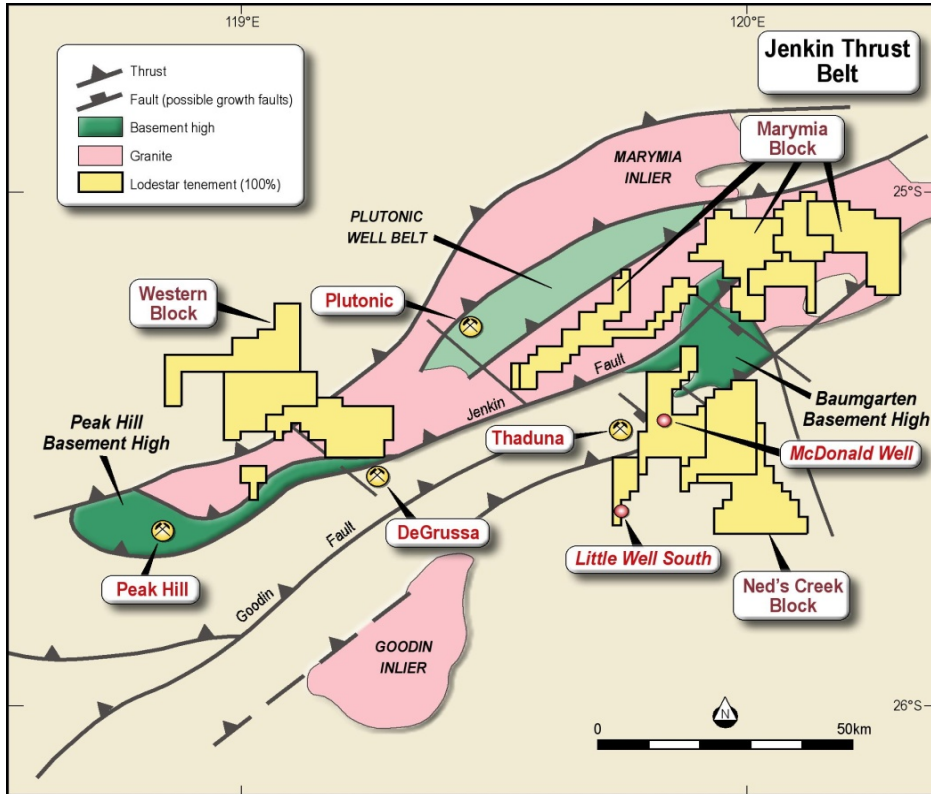 119°E
120°E
Jenkin Thrust
Belt
Thrust
Fault (possible growth faults)
Basement high
Granite
Lodestar tenement (100%)
Marymia
Block
MARYMIA
INLIER
25°S
PLUTONIC
WELL BELT
Western
Block
Plutonic
Fault
Jenkin
Baumgarten
Basement High
Peak Hill
Basement High
Thaduna
McDonald Well
DeGrussa
Fault
Little Well South
Peak Hill
Ned's Creek
Block
Goodin
GOODIN
INLIER
26°S
N
0
50km